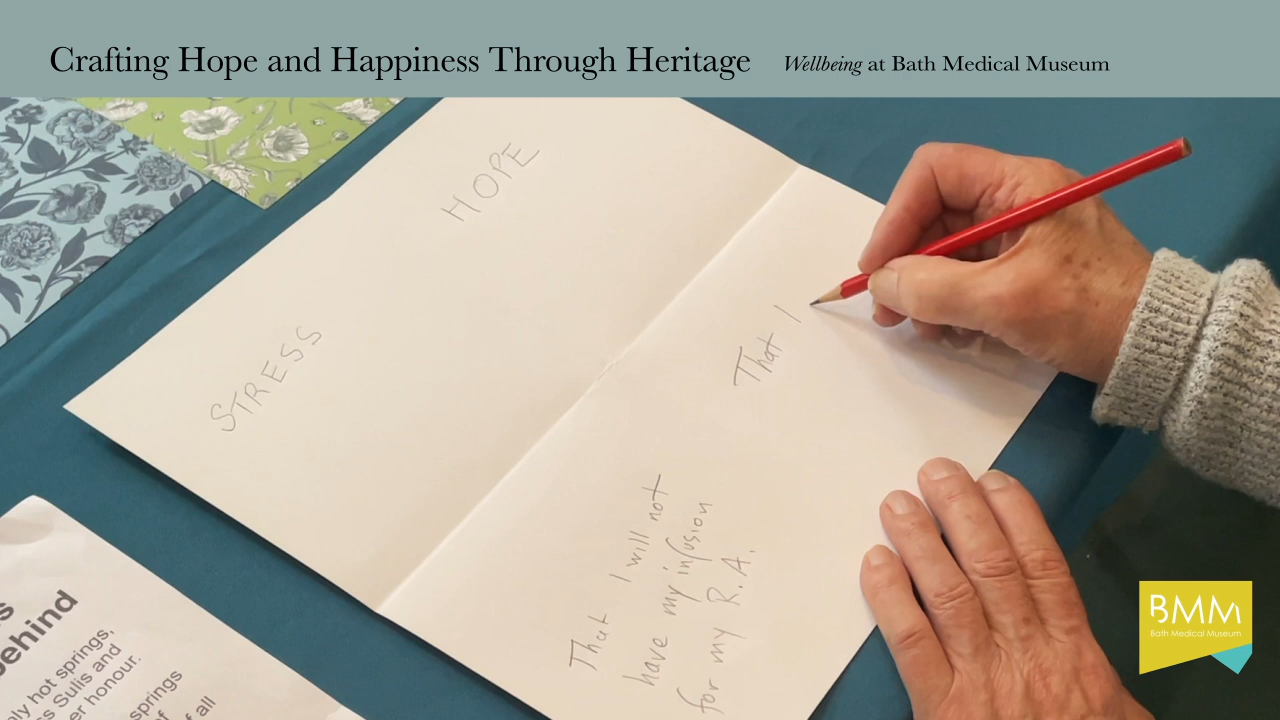 Crafting Hope and Happiness Through Heritage Wellbeing at Bath Medical Museum
HOPE
STRESS
That I
That I will not
have my infusion
for my R.A.
behind
hot springs,
Sulis and
honour.
springs
all
BMM
Bath Medical Museum